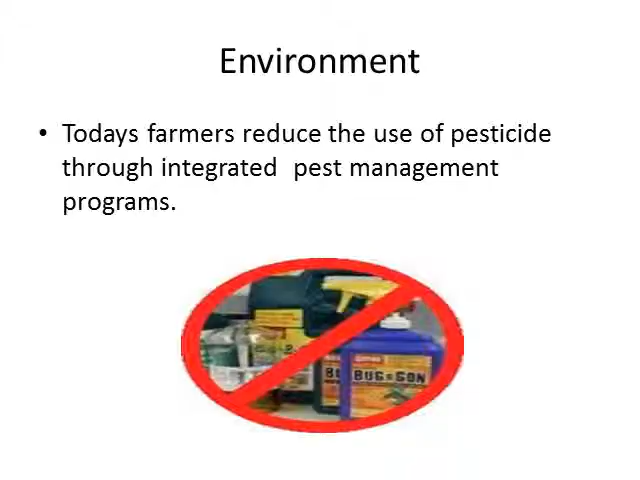 Environment
• Todays farmers reduce the use of pesticide
through integrated  pest management
programs.
BUG B GON